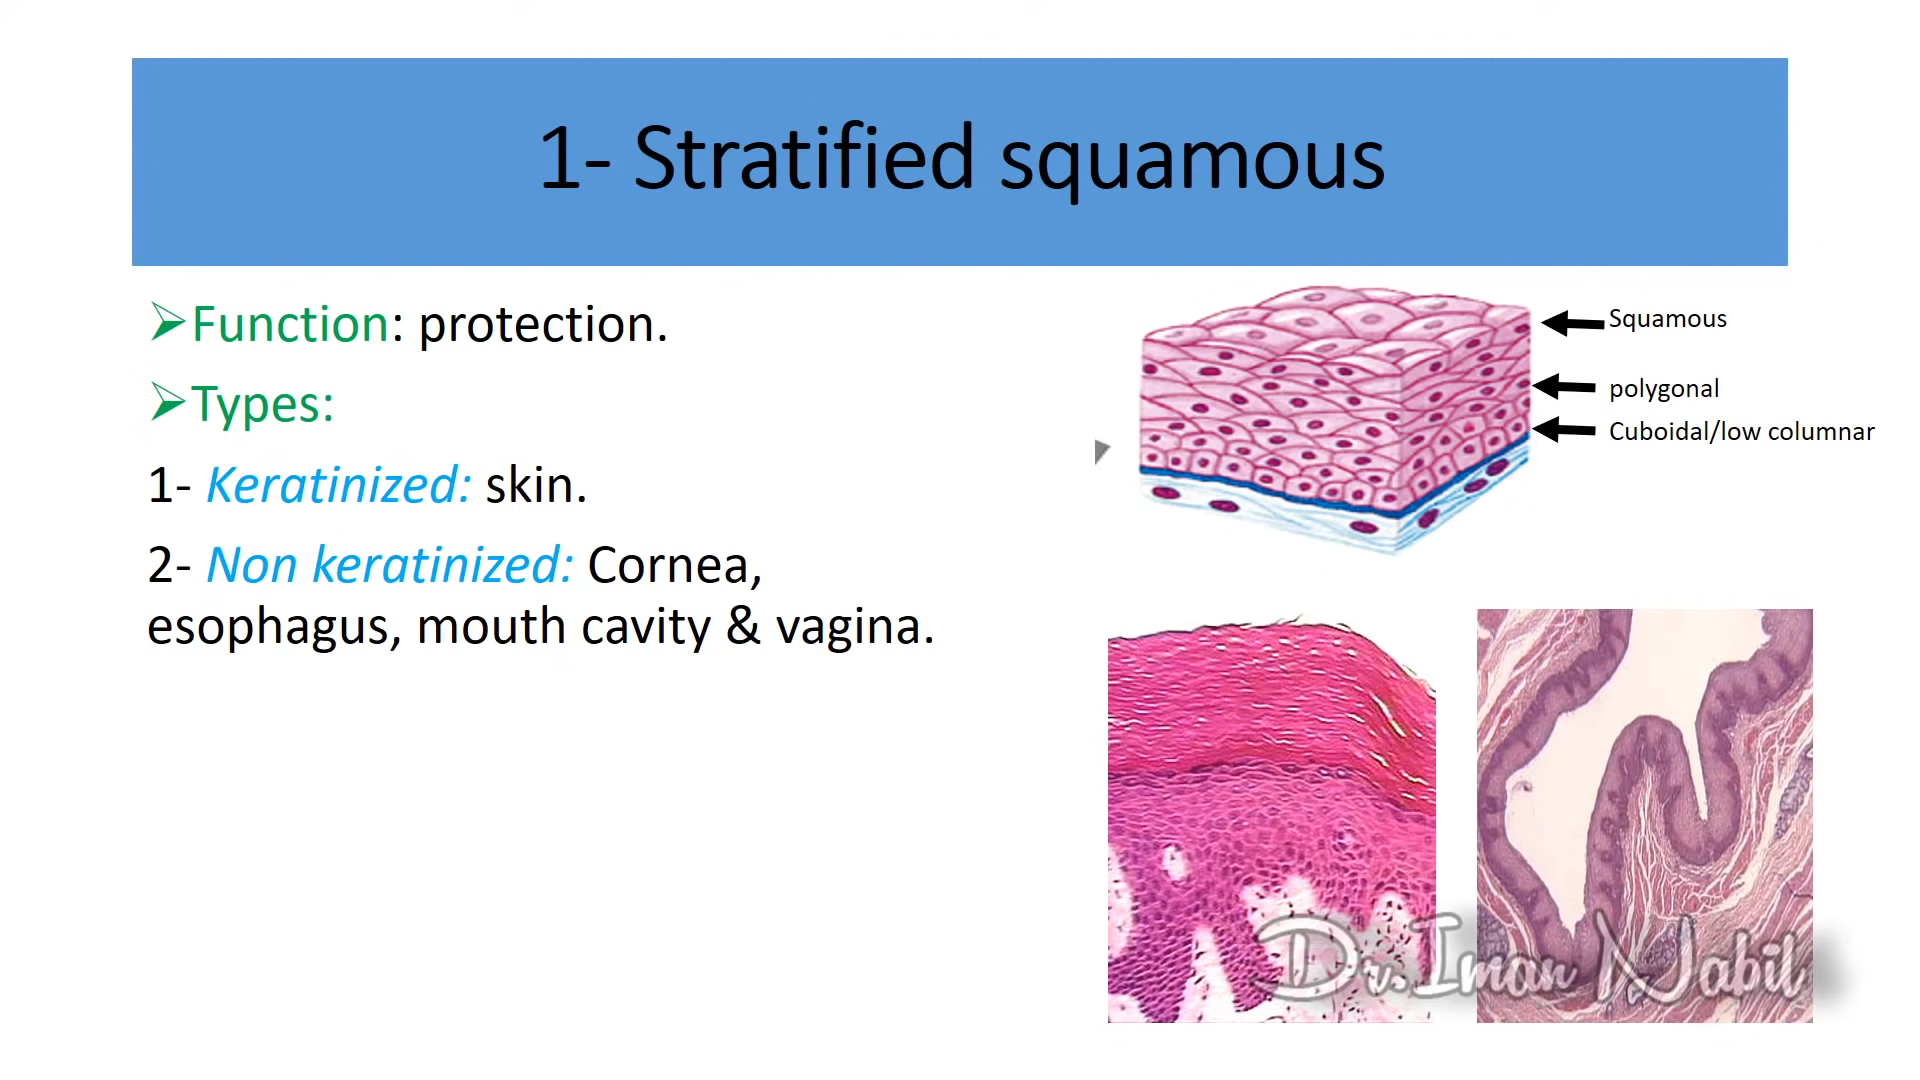 1- Stratified squamous
➢Function: protection.
➢Types:
1- Keratinized: skin.
2- Non keratinized: Cornea,
esophagus, mouth cavity & vagina.
Squamous
polygonal
Cuboidal/low columnar
Dr. Iman Nabil